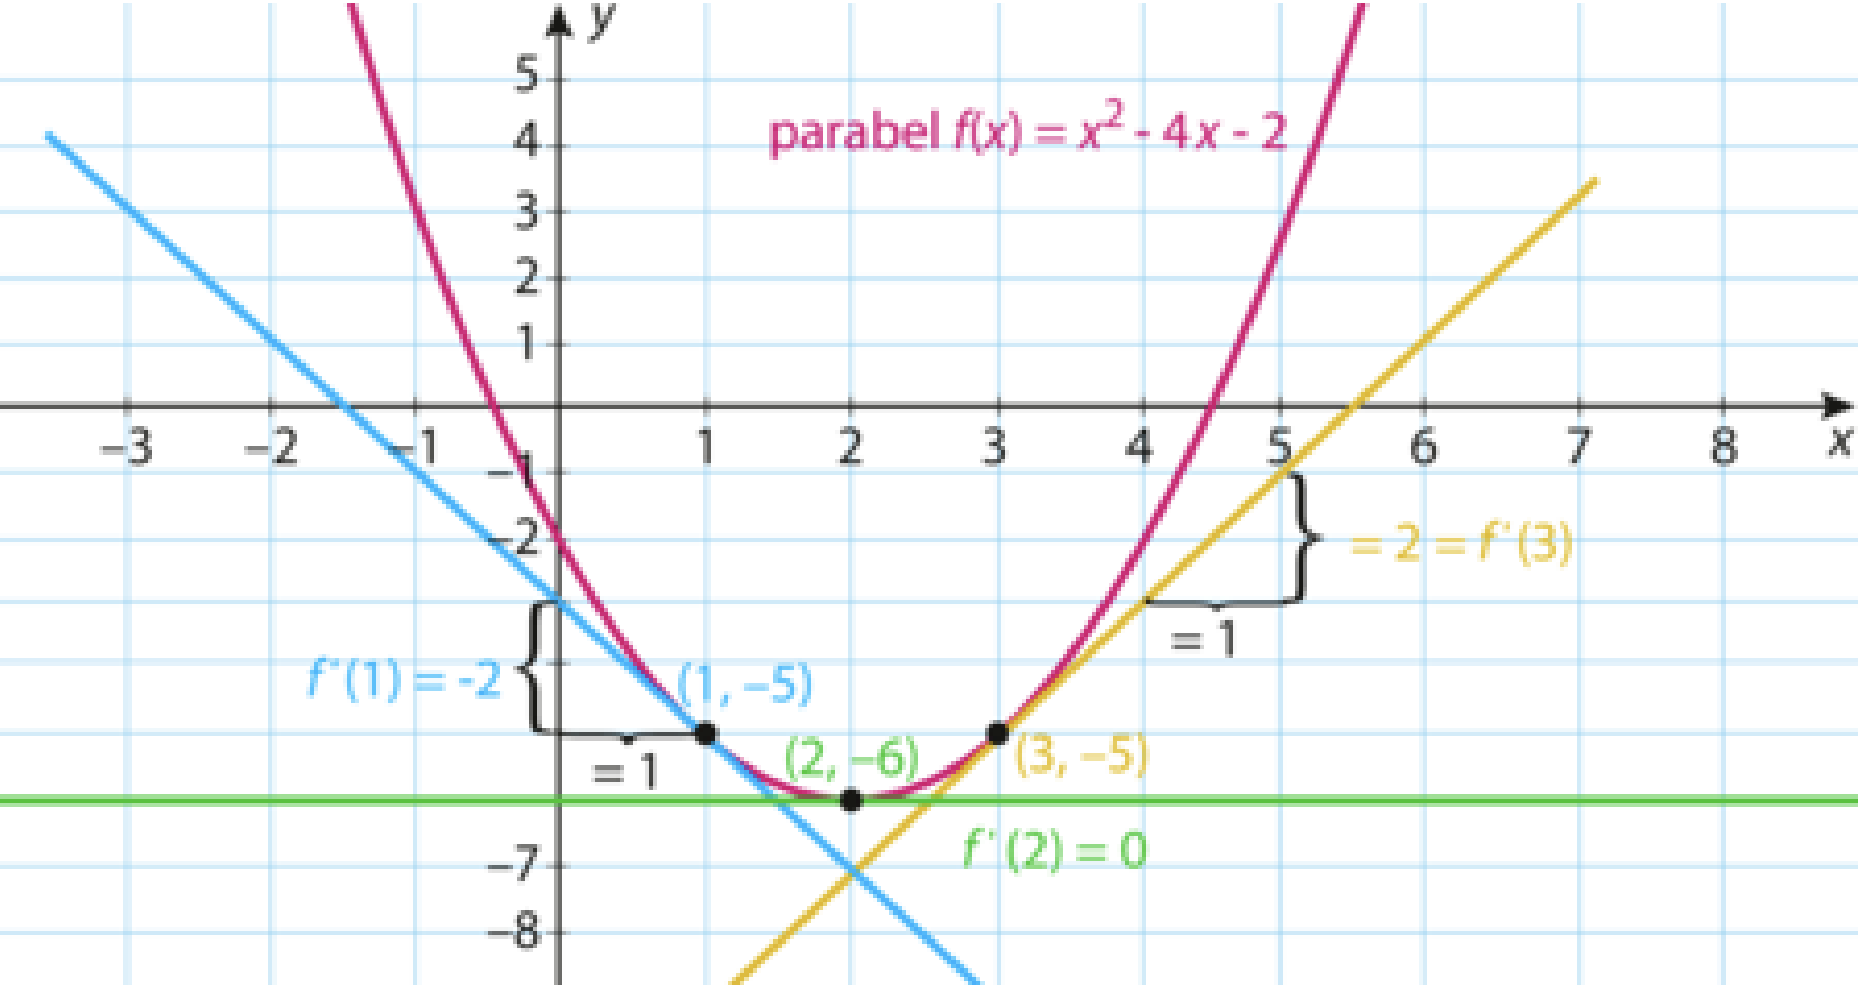 y
5
parabel f(x) = x² - 4x - 2
4
3
2
1
–3 –2 –1 1 2 3 4 5 6 7 8 x
–1
–2
= 2 = f'(3)
= 1
f'(1) = -2
(1, –5)
(2, –6)
(3, –5)
= 1
f'(2) = 0
–7
–8